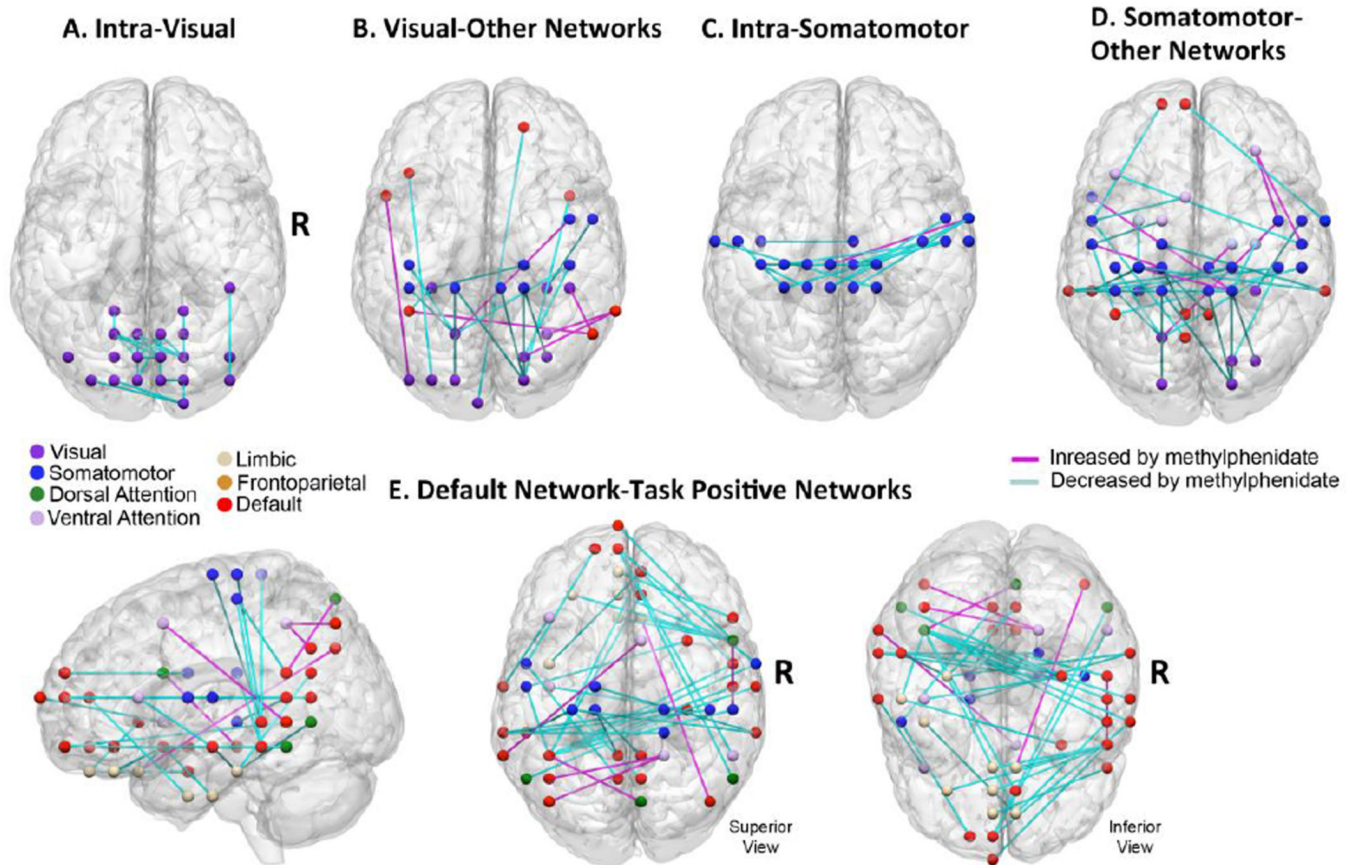 A. Intra-Visual
B. Visual-Other Networks
C. Intra-Somatomotor
D. Somatomotor-
Other Networks
R
Visual
Somatomotor
Dorsal Attention
Ventral Attention
Limbic
Frontoparietal
Default
Inreased by methylphenidate
Decreased by methylphenidate
E. Default Network-Task Positive Networks
R
R
Superior
View
Inferior
View